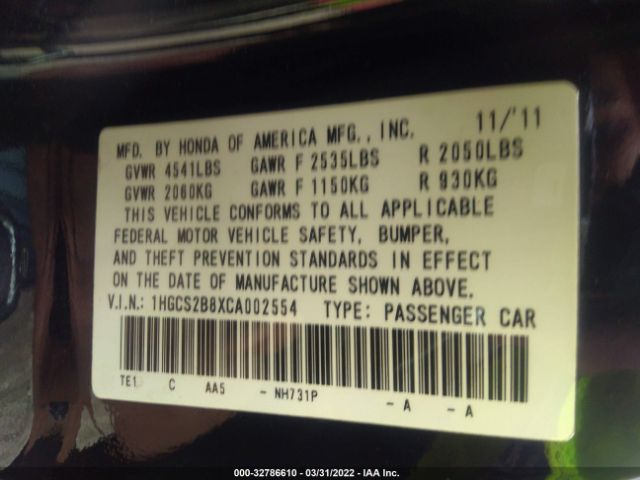 MFD. BY HONDA OF AMERICA MFG., INC. 11/'11
GVWR 4541LBS GAWR F 2535LBS R 2050LBS
GVWR 2060KG GAWR F 1150KG R 930KG
THIS VEHICLE CONFORMS TO ALL APPLICABLE
FEDERAL MOTOR VEHICLE SAFETY, BUMPER,
AND THEFT PREVENTION STANDARDS IN EFFECT
ON THE DATE OF MANUFACTURE SHOWN ABOVE.
V.I.N.: 1HGCS2B8XCA002554 TYPE: PASSENGER CAR
TE1 C AA5 - NH731P - A - A
000-32786610 - 03/31/2022 - IAA Inc.